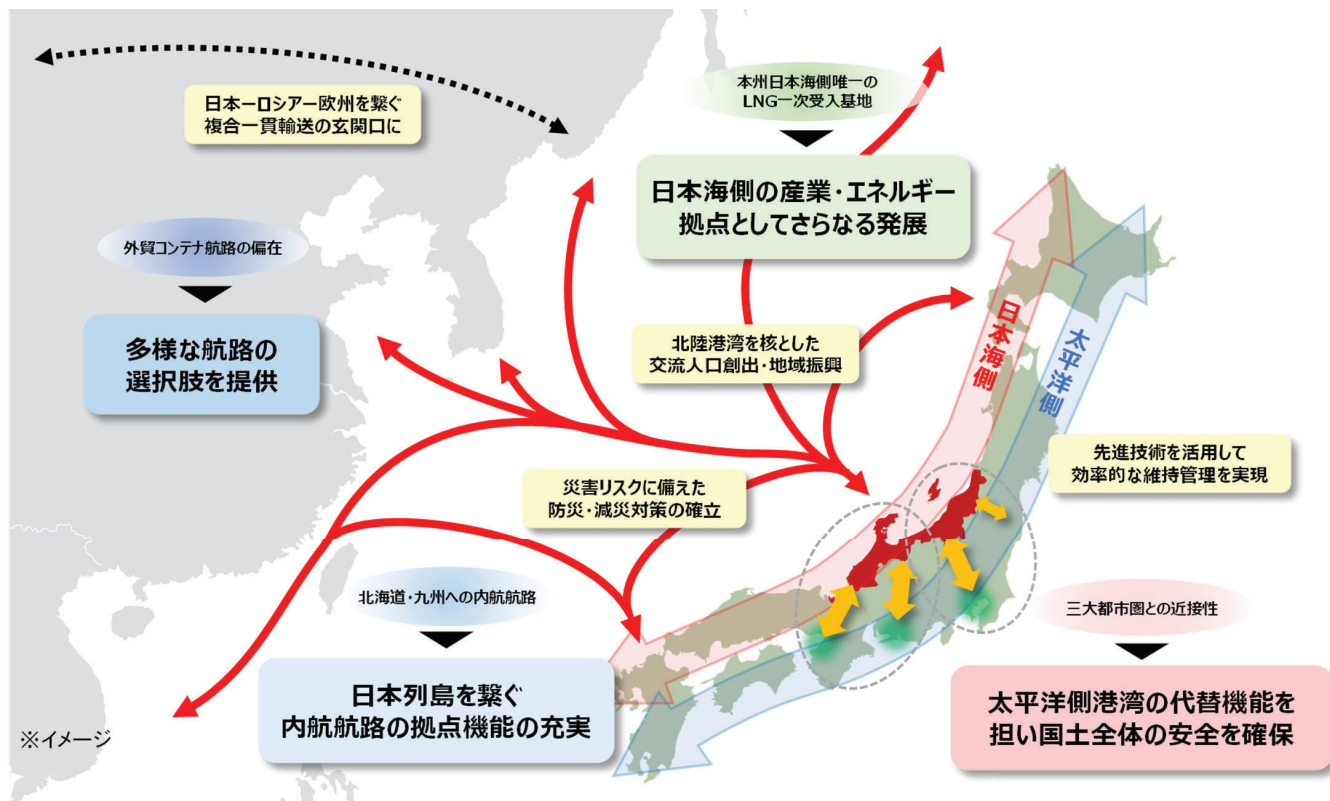 日本ーロシアー欧州を繋ぐ
複合一貫輸送の玄関口に
本州日本海側唯一の
LNG一次受入基地
日本海側の産業・エネルギー
拠点としてさらなる発展
外貿コンテナ航路の偏在
多様な航路の
選択肢を提供
北陸港湾を核とした
交流人口創出・地域振興
日本海側
太平洋側
先進技術を活用して
効率的な維持管理を実現
災害リスクに備えた
防災・減災対策の確立
北海道・九州への内航航路
日本列島を繋ぐ
内航航路の拠点機能の充実
三大都市圏との近接性
太平洋側港湾の代替機能を
担い国土全体の安全を確保
※イメージ